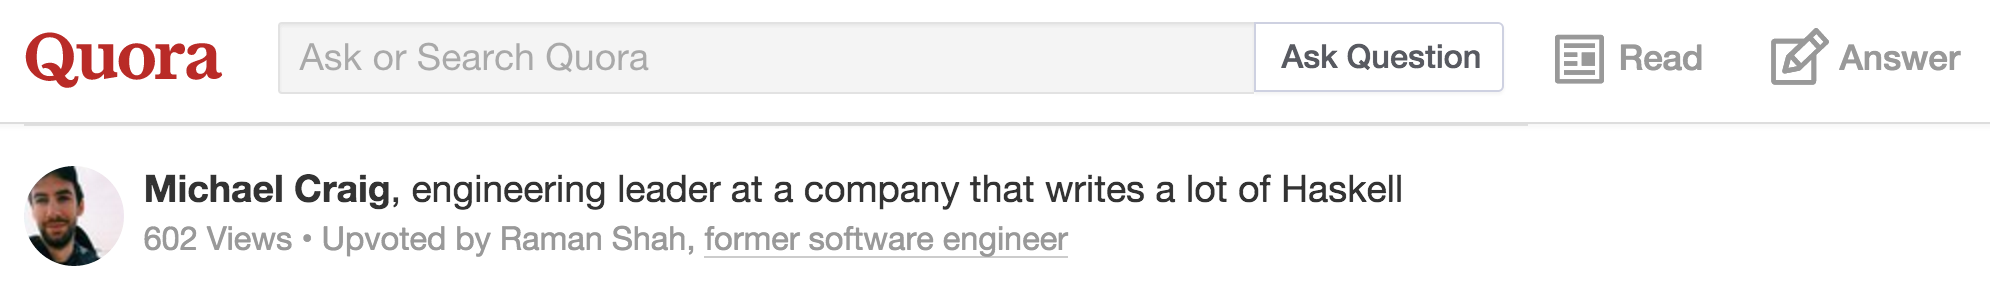 Quora Ask or Search Quora Ask Question Read Answer
Michael Craig, engineering leader at a company that writes a lot of Haskell
602 Views • Upvoted by Raman Shah, former software engineer